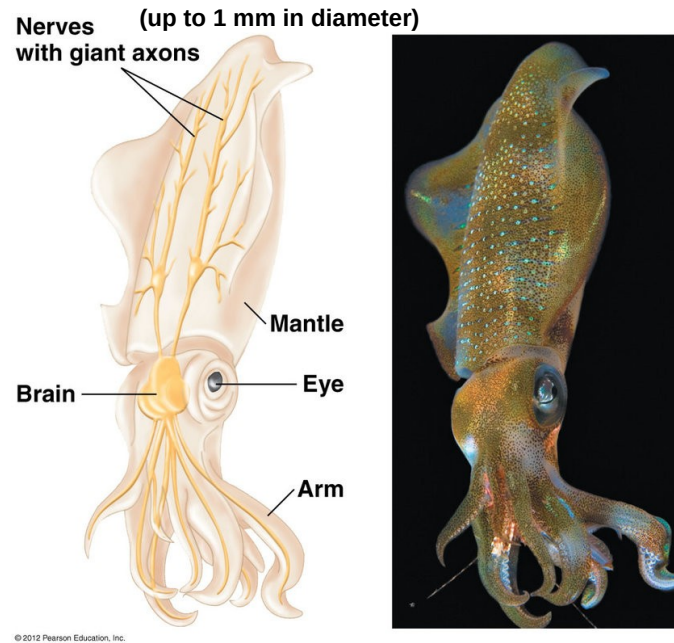 (up to 1 mm in diameter)
Nerves
with giant axons
Mantle
Eye
Brain
Arm
© 2012 Pearson Education, Inc.